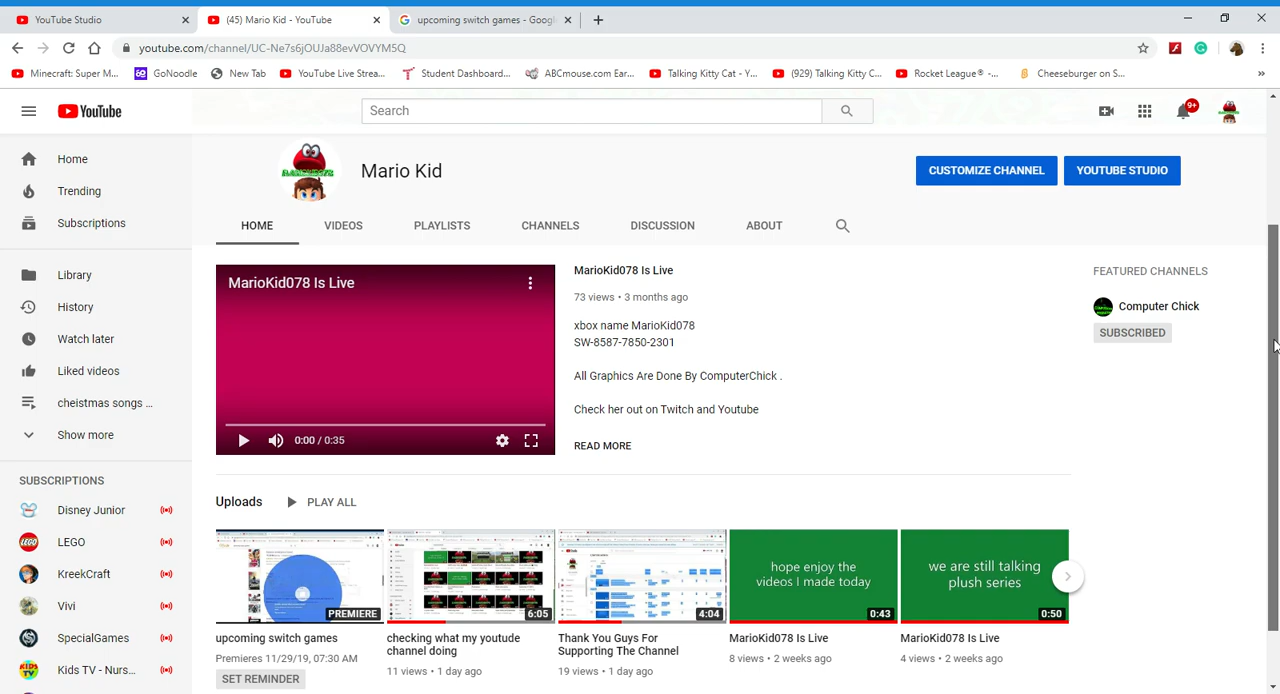 YouTube Studio
(45) Mario Kid - YouTube
upcoming switch games - Goog
youtube.com/channel/UC-Ne7s6jOUJa88evVOVYM5Q
Minecraft: Super M...
GoNoodle
New Tab
YouTube Live Strea...
Student Dashboard...
ABCmouse.com Ear...
Talking Kitty Cat - Y...
(929) Talking Kitty C...
Rocket League® -...
Cheeseburger on S...
YouTube
Search
9+
Home
Trending
Subscriptions
Library
History
Watch later
Liked videos
cheistmas songs ...
Show more
SUBSCRIPTIONS
Disney Junior
LEGO
KreekCraft
Vivi
SpecialGames
Kids TV - Nurs...
Mario Kid
CUSTOMIZE CHANNEL
YOUTUBE STUDIO
HOME
VIDEOS
PLAYLISTS
CHANNELS
DISCUSSION
ABOUT
MarioKid078 Is Live
0:00 / 0:35
MarioKid078 Is Live
73 views • 3 months ago
xbox name MarioKid078
SW-8587-7850-2301
All Graphics Are Done By ComputerChick .
Check her out on Twitch and Youtube
READ MORE
FEATURED CHANNELS
Computer Chick
SUBSCRIBED
Uploads
PLAY ALL
PREMIERE
upcoming switch games
Premieres 11/29/19, 07:30 AM
SET REMINDER
6:05
checking what my youtude
channel doing
11 views • 1 day ago
4:04
Thank You Guys For
Supporting The Channel
19 views • 1 day ago
hope enjoy the
videos I made today
0:43
MarioKid078 Is Live
8 views • 2 weeks ago
we are still talking
plush series
0:50
MarioKid078 Is Live
4 views • 2 weeks ago